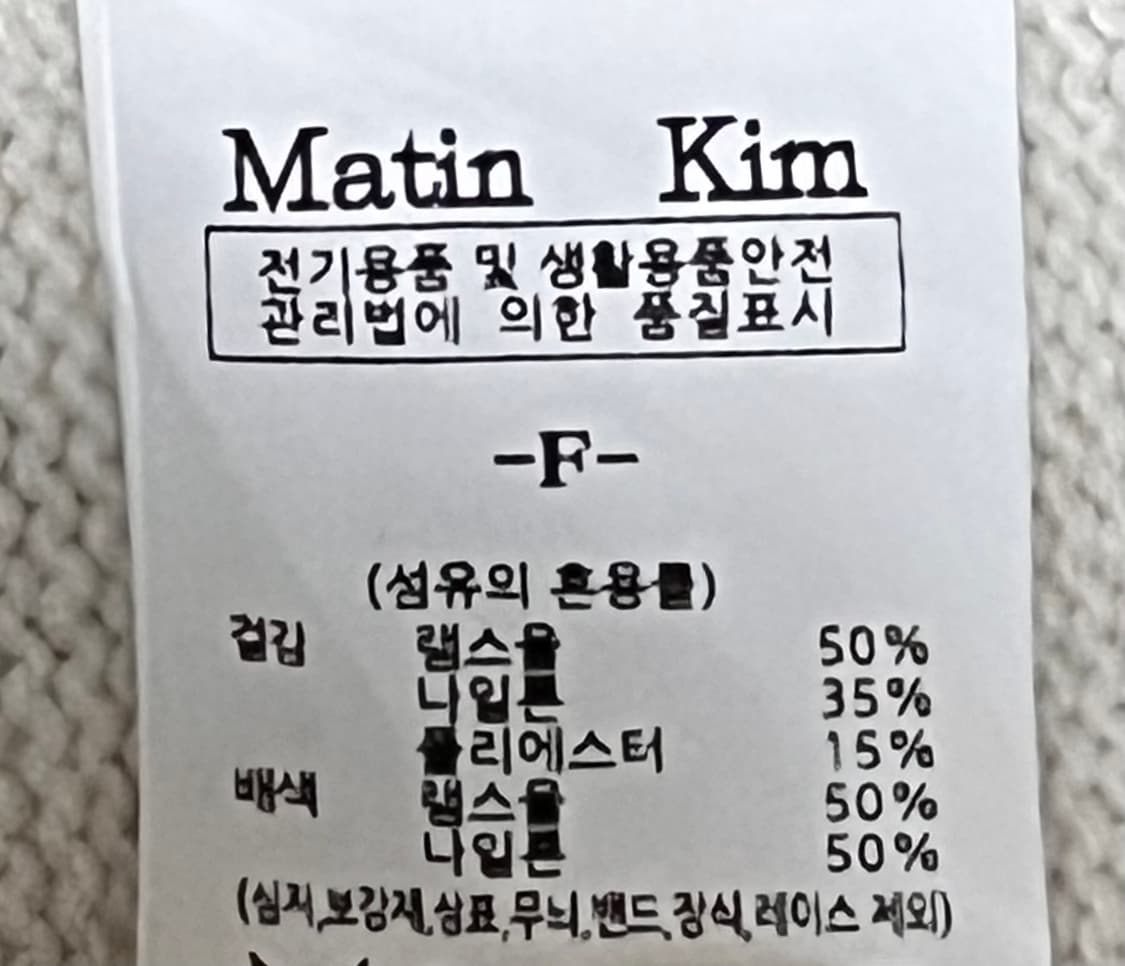 Matin Kim
전기용품 및 생활용품안전
관리법에 의한 품질표시
-F-
(섬유의 혼용률)
겉감 램스울 50%
나일론 35%
폴리에스터 15%
배색 램스울 50%
나일론 50%
(심지,보강재,상표,무늬,밴드,장식,레이스 제외)